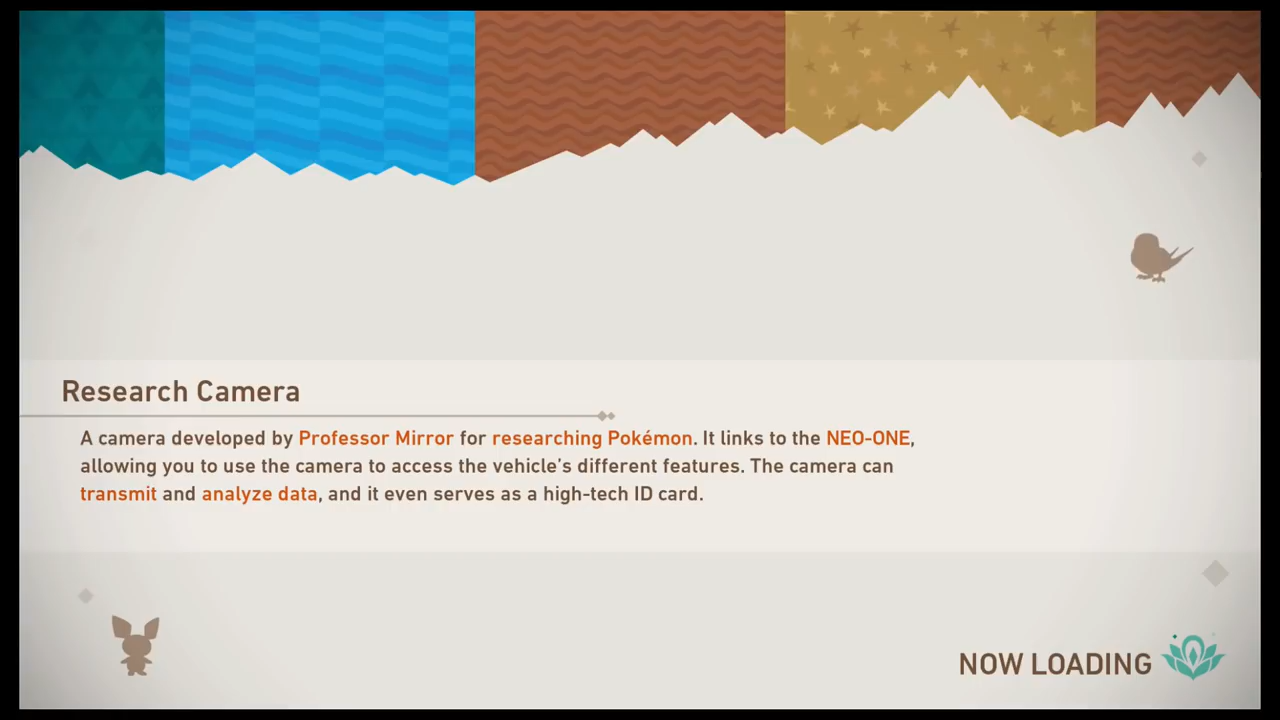 Research Camera
A camera developed by Professor Mirror for researching Pokémon. It links to the NEO-ONE,
allowing you to use the camera to access the vehicle's different features. The camera can
transmit and analyze data, and it even serves as a high-tech ID card.
NOW LOADING